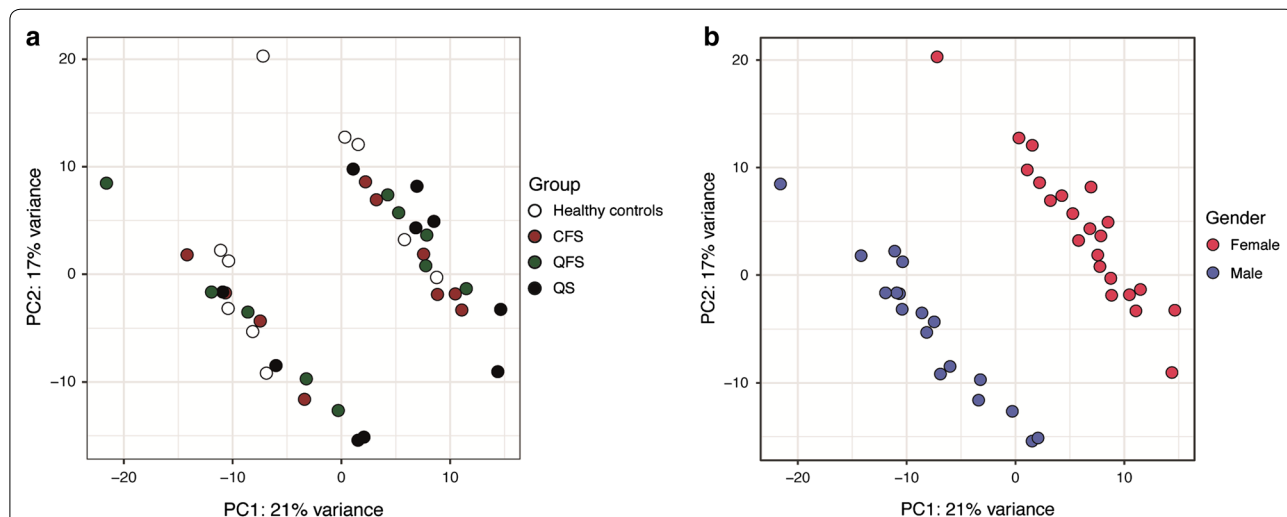 a
20
10
0
−10
−20
−10
0
10
PC2: 17% variance
PC1: 21% variance
Group
Healthy controls
CFS
QFS
QS
b
20
10
0
−10
−20
−10
0
10
PC2: 17% variance
PC1: 21% variance
Gender
Female
Male